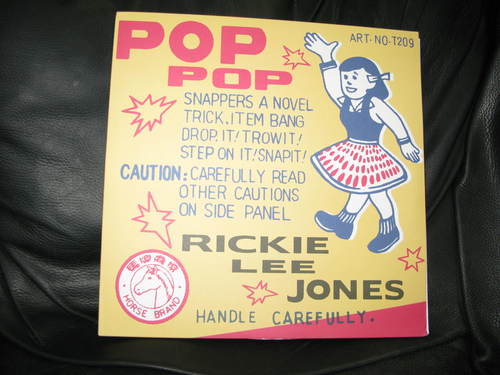 POP
POP
ART-NO-T209
SNAPPERS A NOVEL
TRICK.ITEM BANG
DROP.IT! TROWIT!
STEP ON IT! SNAPIT!
CAUTION: CAREFULLY READ
OTHER CAUTIONS
ON SIDE PANEL
RICKIE
LEE
JONES
HORSE BRAND
HANDLE CAREFULLY.